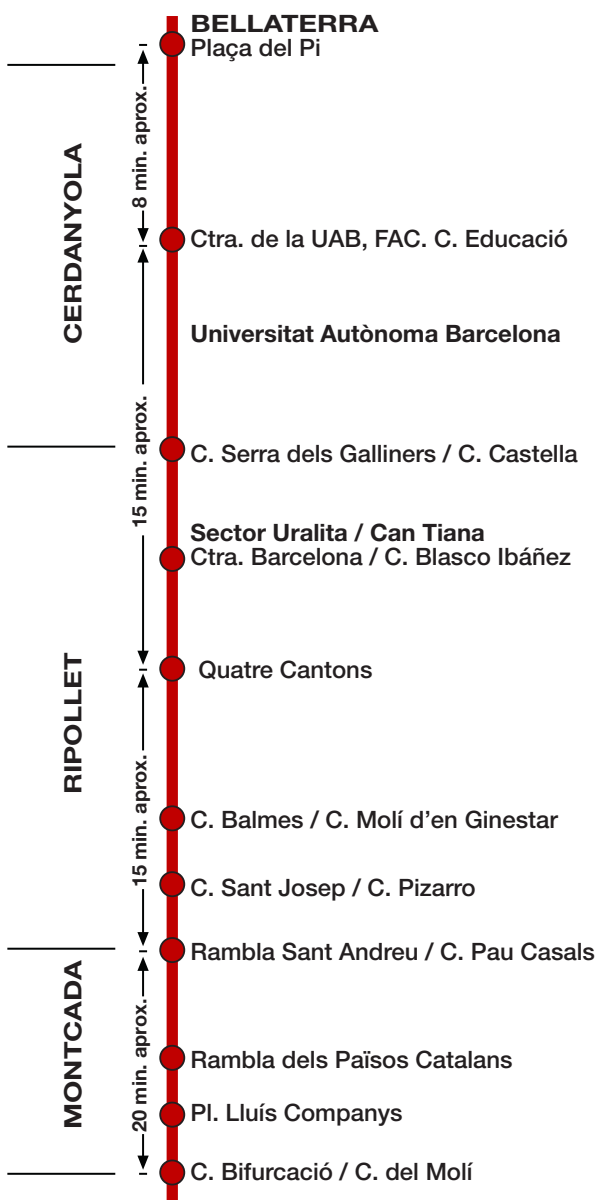 BELLATERRA
Plaça del Pi
8 min. aprox.
CERDANYOLA
Ctra. de la UAB, FAC. C. Educació
Universitat Autònoma Barcelona
15 min. aprox.
C. Serra dels Galliners / C. Castella
Sector Uralita / Can Tiana
Ctra. Barcelona / C. Blasco Ibáñez
RIPOLLET
Quatre Cantons
15 min. aprox.
C. Balmes / C. Molí d’en Ginestar
C. Sant Josep / C. Pizarro
Rambla Sant Andreu / C. Pau Casals
MONTCADA
20 min. aprox.
Rambla dels Països Catalans
Pl. Lluís Companys
C. Bifurcació / C. del Molí